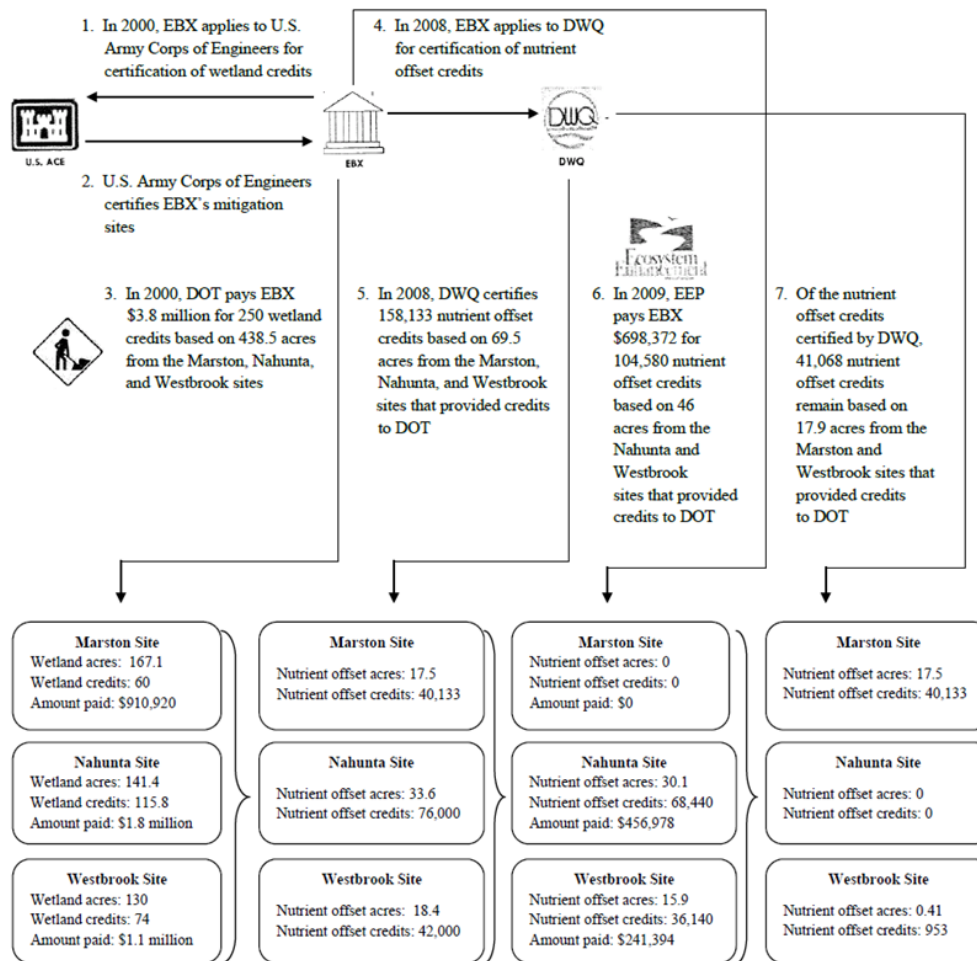 1. In 2000, EBX applies to U.S.
Army Corps of Engineers for
certification of wetland credits
4. In 2008, EBX applies to DWQ
for certification of nutrient
offset credits
U.S. ACE
EBX
DWQ
DWQ
2. U.S. Army Corps of Engineers
certifies EBX's mitigation
sites
Ecosystem
Enhancement
3. In 2000, DOT pays EBX
$3.8 million for 250 wetland
credits based on 438.5 acres
from the Marston, Nahunta,
and Westbrook sites
5. In 2008, DWQ certifies
158,133 nutrient offset
credits based on 69.5
acres from the Marston,
Nahunta, and Westbrook
sites that provided credits
to DOT
6. In 2009, EEP
pays EBX
$698,372 for
104,580 nutrient
offset credits
based on 46
acres from the
Nahunta and
Westbrook
sites that provided
credits to DOT
7. Of the nutrient
offset credits
certified by DWQ,
41,068 nutrient
offset credits
remain based on
17.9 acres from the
Marston and
Westbrook sites that
provided credits
to DOT
Marston Site
Wetland acres: 167.1
Wetland credits: 60
Amount paid: $910,920
Marston Site
Nutrient offset acres: 17.5
Nutrient offset credits: 40,133
Marston Site
Nutrient offset acres: 0
Nutrient offset credits: 0
Amount paid: $0
Marston Site
Nutrient offset acres: 17.5
Nutrient offset credits: 40,133
Nahunta Site
Wetland acres: 141.4
Wetland credits: 115.8
Amount paid: $1.8 million
Nahunta Site
Nutrient offset acres: 33.6
Nutrient offset credits: 76,000
Nahunta Site
Nutrient offset acres: 30.1
Nutrient offset credits: 68,440
Amount paid: $456,978
Nahunta Site
Nutrient offset acres: 0
Nutrient offset credits: 0
Westbrook Site
Wetland acres: 130
Wetland credits: 74
Amount paid: $1.1 million
Westbrook Site
Nutrient offset acres: 18.4
Nutrient offset credits: 42,000
Westbrook Site
Nutrient offset acres: 15.9
Nutrient offset credits: 36,140
Amount paid: $241,394
Westbrook Site
Nutrient offset acres: 0.41
Nutrient offset credits: 953